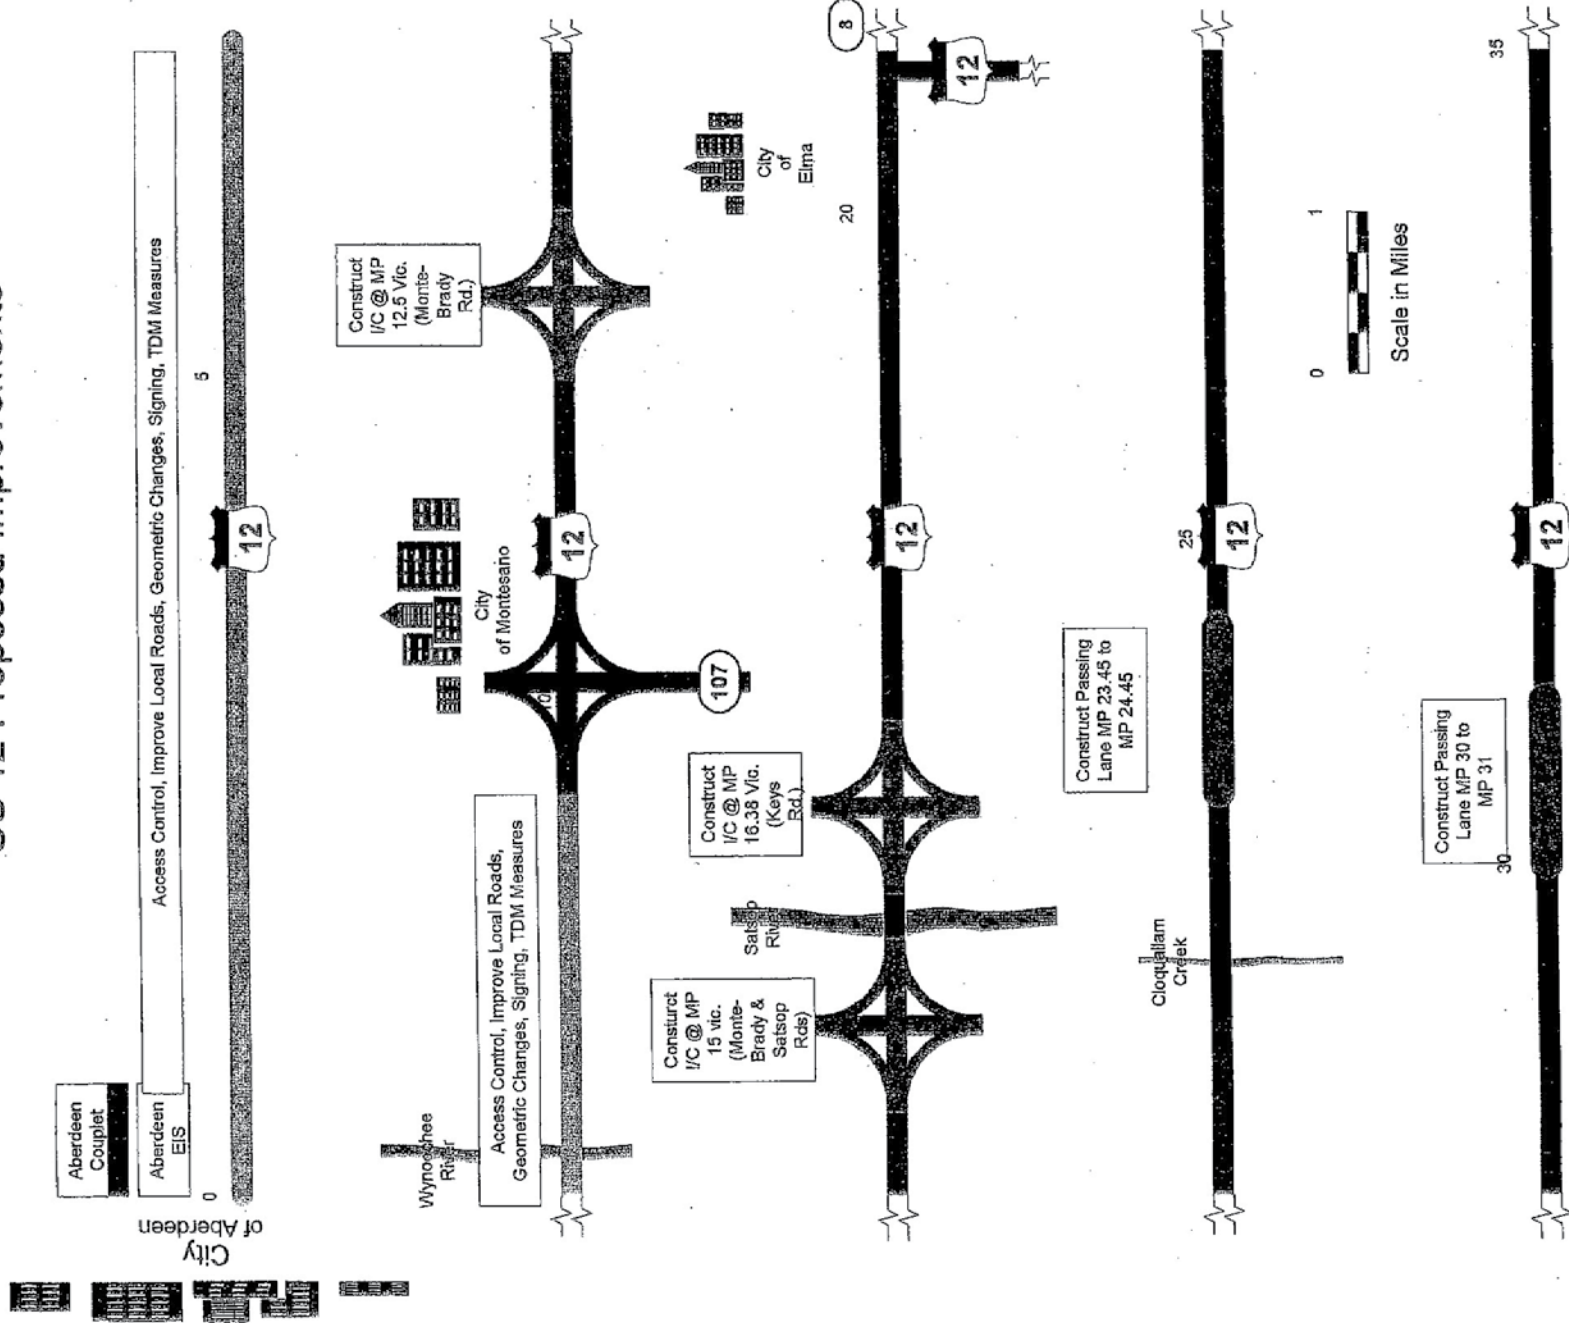 Aberdeen
Couplet
Aberdeen
EIS
Access Control, Improve Local Roads, Geometric Changes, Signing, TDM Measures
City
of Aberdeen
0
5
12
Wynoochee
River
Access Control, Improve Local Roads,
Geometric Changes, Signing, TDM Measures
City
of Montesano
10
107
12
Construct
I/C @ MP
12.5 Vic.
(Monte-
Brady
Rd.)
Consturct
I/C @ MP
15 vic.
(Monte-
Brady &
Satsop
Rds)
Satsop
River
Construct
I/C @ MP
16.38 Vic.
(Keys
Rd.)
12
20
City
of
Elma
8
12
Cloquallam
Creek
Construct Passing
Lane MP 23.45 to
MP 24.45
25
12
0
1
Scale in Miles
Construct Passing
Lane MP 30 to
MP 31
30
12
35